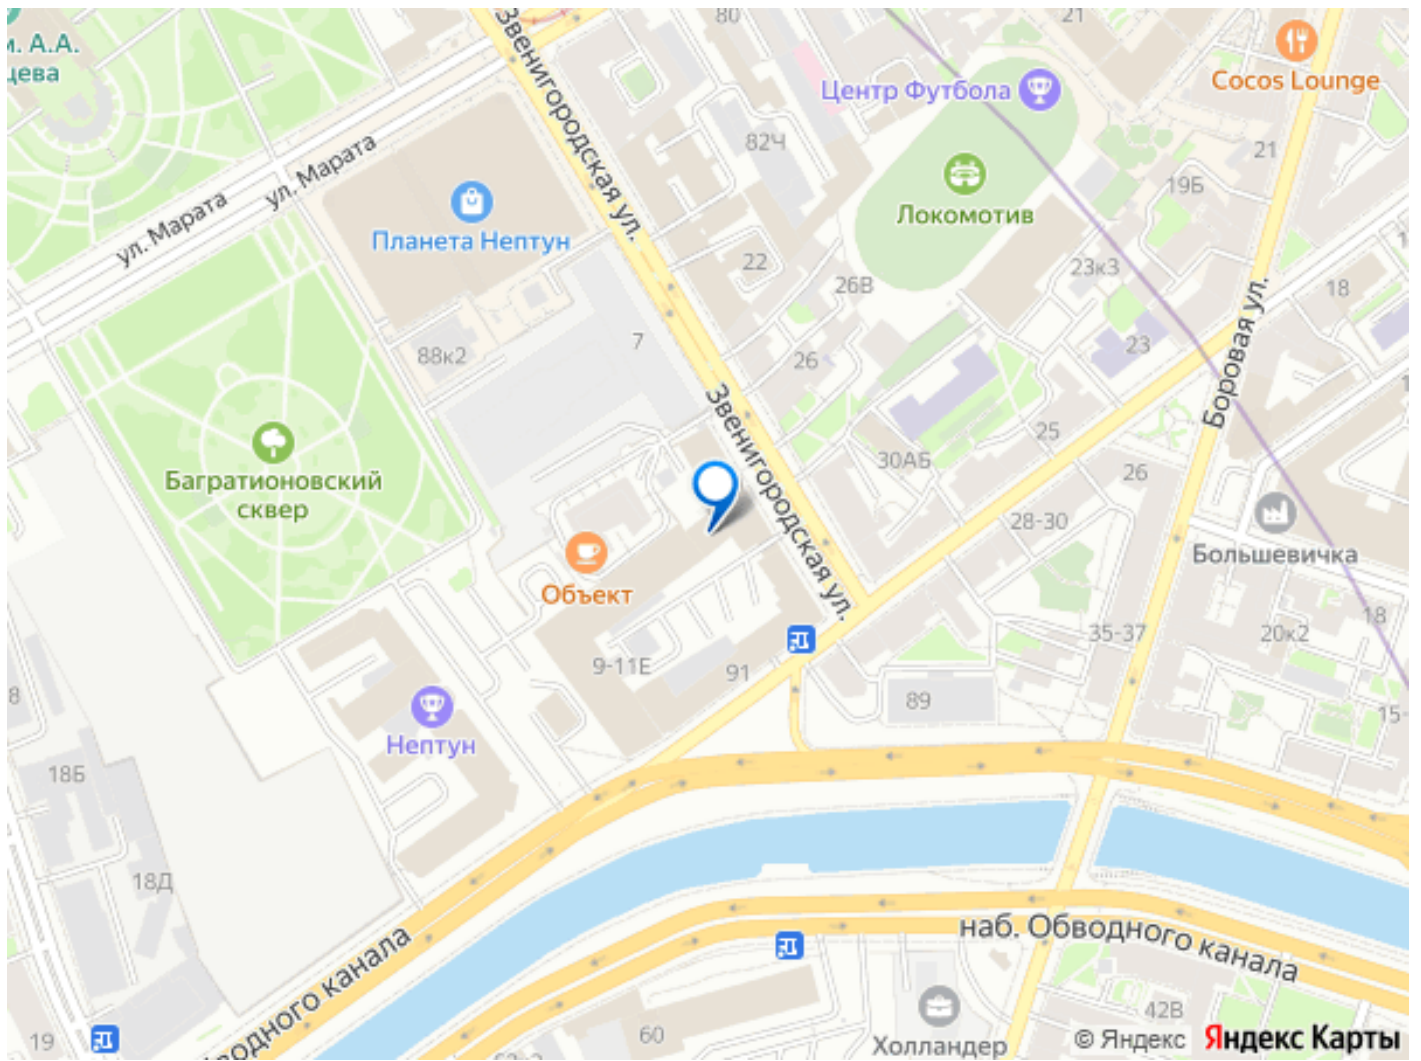 м. А.А.
цева
80
21
Cocos Lounge
Звенигородская ул.
Центр Футбола
82Ч
21
19Б
ул. Марата
ул. Марата
Локомотив
Планета Нептун
22
26В
23к3
18
88к2
7
26
23
Боровая ул.
Звенигородская ул.
25
30АБ
26
Багратионовский
сквер
28-30
Большевичка
Объект
9-11Е
91
35-37
18
20к2
89
15-
8
Нептун
18Б
18Д
наб. Обводного канала
водного канала
19
60
42В
Холландер
© Яндекс Яндекс Карты